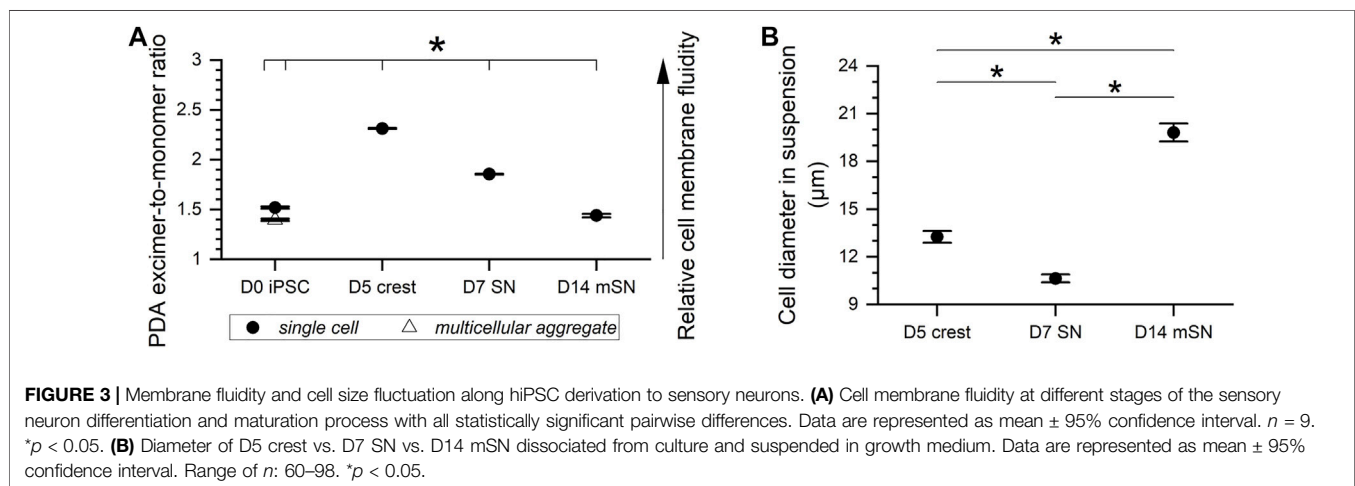 A
*
PDA excimer-to-monomer ratio
3
2.5
2
1.5
1
D0 iPSC
D5 crest
D7 SN
D14 mSN
● single cell
△ multicellular aggregate
Relative cell membrane fluidity
B
*
*
*
Cell diameter in suspension
(µm)
24
21
18
15
12
9
D5 crest
D7 SN
D14 mSN
FIGURE 3 | Membrane fluidity and cell size fluctuation along hiPSC derivation to sensory neurons. (A) Cell membrane fluidity at different stages of the sensory
neuron differentiation and maturation process with all statistically significant pairwise differences. Data are represented as mean ± 95% confidence interval. n = 9.
*p < 0.05. (B) Diameter of D5 crest vs. D7 SN vs. D14 mSN dissociated from culture and suspended in growth medium. Data are represented as mean ± 95%
confidence interval. Range of n: 60–98. *p < 0.05.